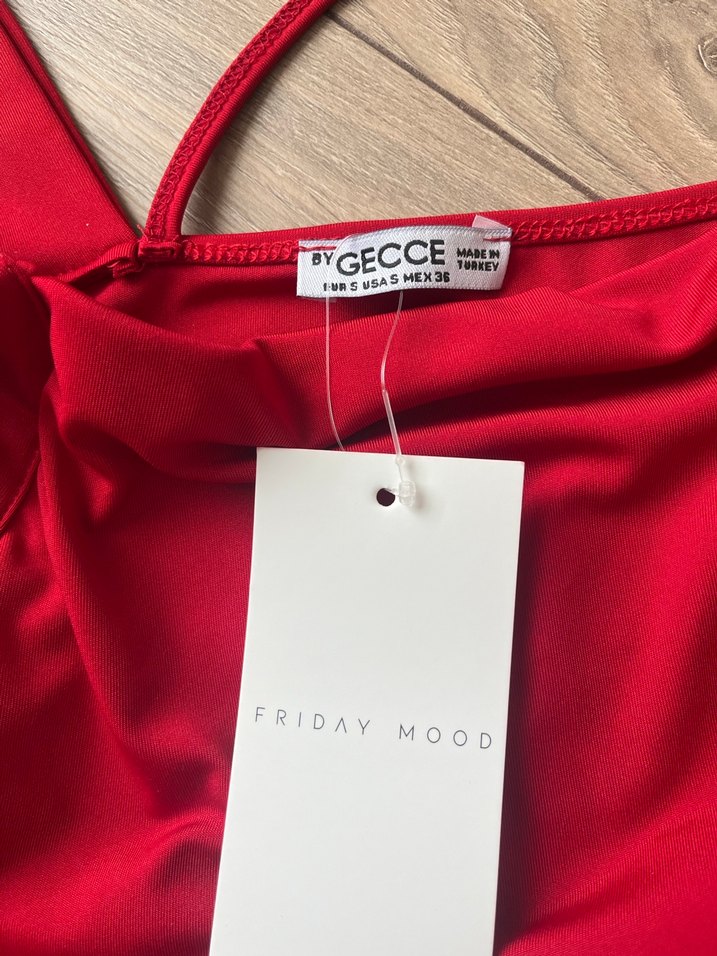 BY GECCE MADE IN TURKEY
EUR S USA S MEX 36
FRIDAY MOOD